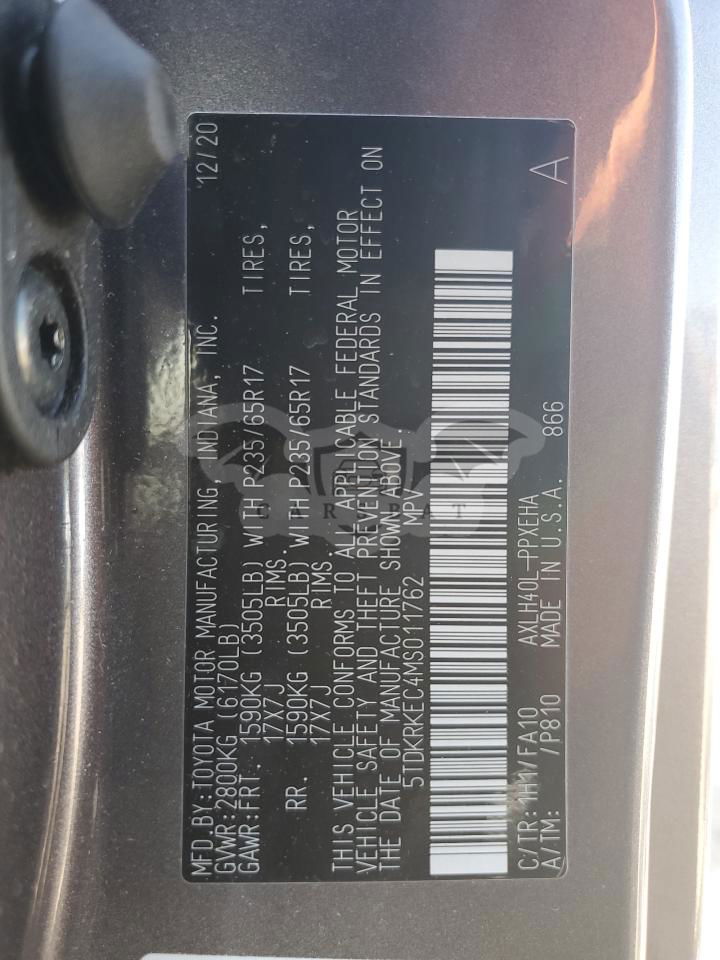 MFD.BY:TOYOTA MOTOR MANUFACTURING, INDIANA, INC. 12/20
GVWR:2800KG (6170LB)
GAWR:FRT. 1590KG (3505LB) WITH P235/65R17 TIRES,
17X7J RIMS.
RR. 1590KG (3505LB) WITH P235/65R17 TIRES,
17X7J RIMS.
THIS VEHICLE CONFORMS TO ALL APPLICABLE FEDERAL MOTOR
VEHICLE SAFETY AND THEFT PREVENTION STANDARDS IN EFFECT ON
THE DATE OF MANUFACTURE SHOWN ABOVE.
5TDKRKEC4MS011762 MPV
C/TR:1H1/FA10 AXLH40L-PPXEHA 866
A/TM: /P810 MADE IN U.S.A. A
CARSBAT